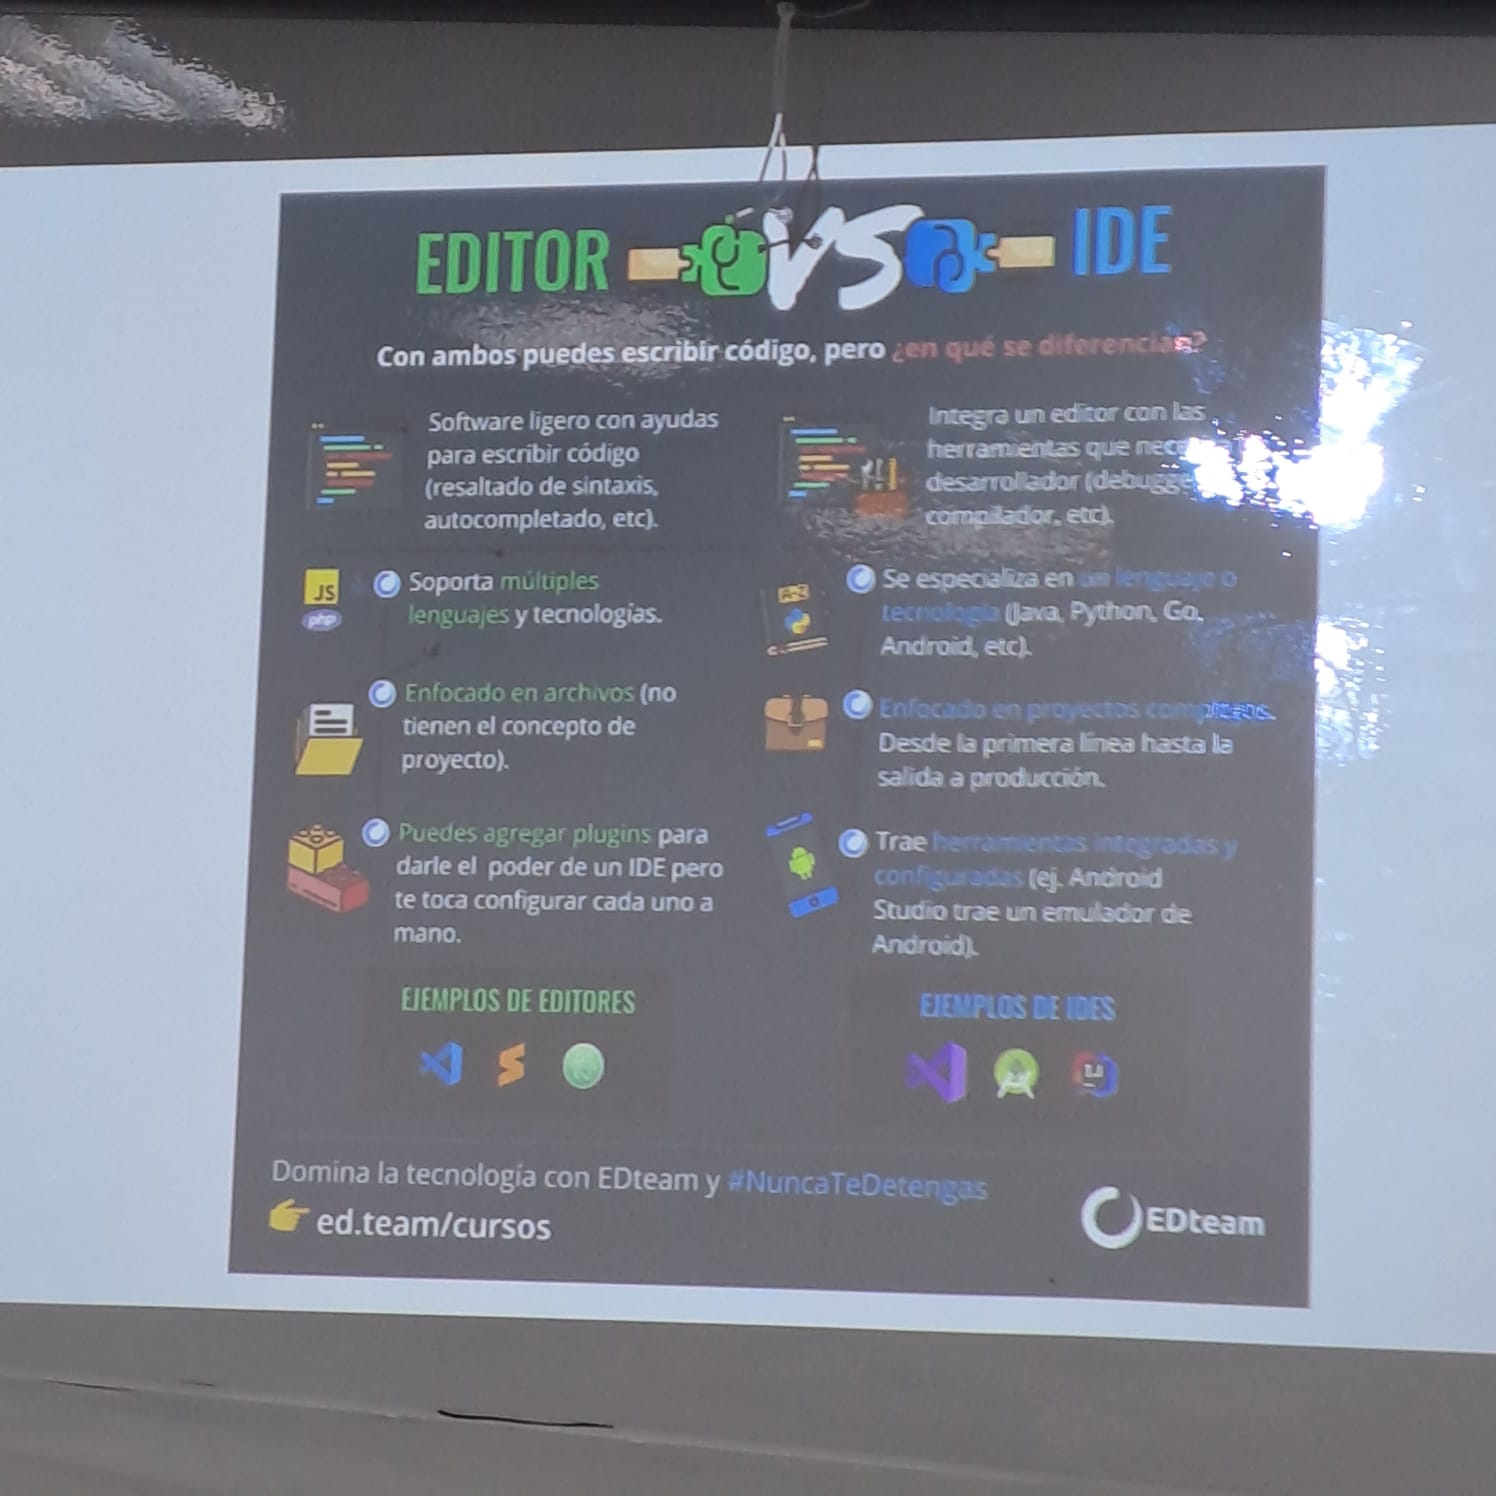 EDITOR VS IDE
Con ambos puedes escribir código, pero ¿en qué se diferencian?
Software ligero con ayudas
para escribir código
(resaltado de sintaxis,
autocompletado, etc).
JS
php
Soporta múltiples
lenguajes y tecnologías.
Enfocado en archivos (no
tienen el concepto de
proyecto).
Puedes agregar plugins para
darle el poder de un IDE pero
te toca configurar cada uno a
mano.
EJEMPLOS DE EDITORES
Integra un editor con las
herramientas que
desarrollador
compilador, etc).
A-Z
Se especializa en un lenguaje o
tecnología (Java, Python, Go,
Android, etc).
Enfocado en proyectos completos.
Desde la primera línea hasta la
salida a producción.
Trae herramientas integradas y
configuradas (ej. Android
Studio trae un emulador de
Android).
EJEMPLOS DE IDES
IJ
Domina la tecnología con EDteam y #NuncaTeDetengas
ed.team/cursos
EDteam